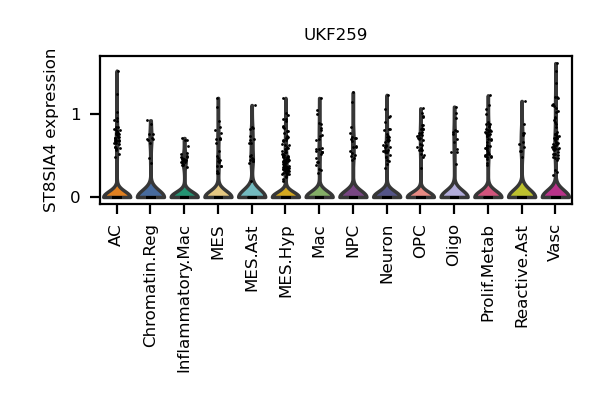 UKF259
ST8SIA4 expression
1
0
AC
Chromatin.Reg
Inflammatory.Mac
MES
MES.Ast
MES.Hyp
Mac
NPC
Neuron
OPC
Oligo
Prolif.Metab
Reactive.Ast
Vasc